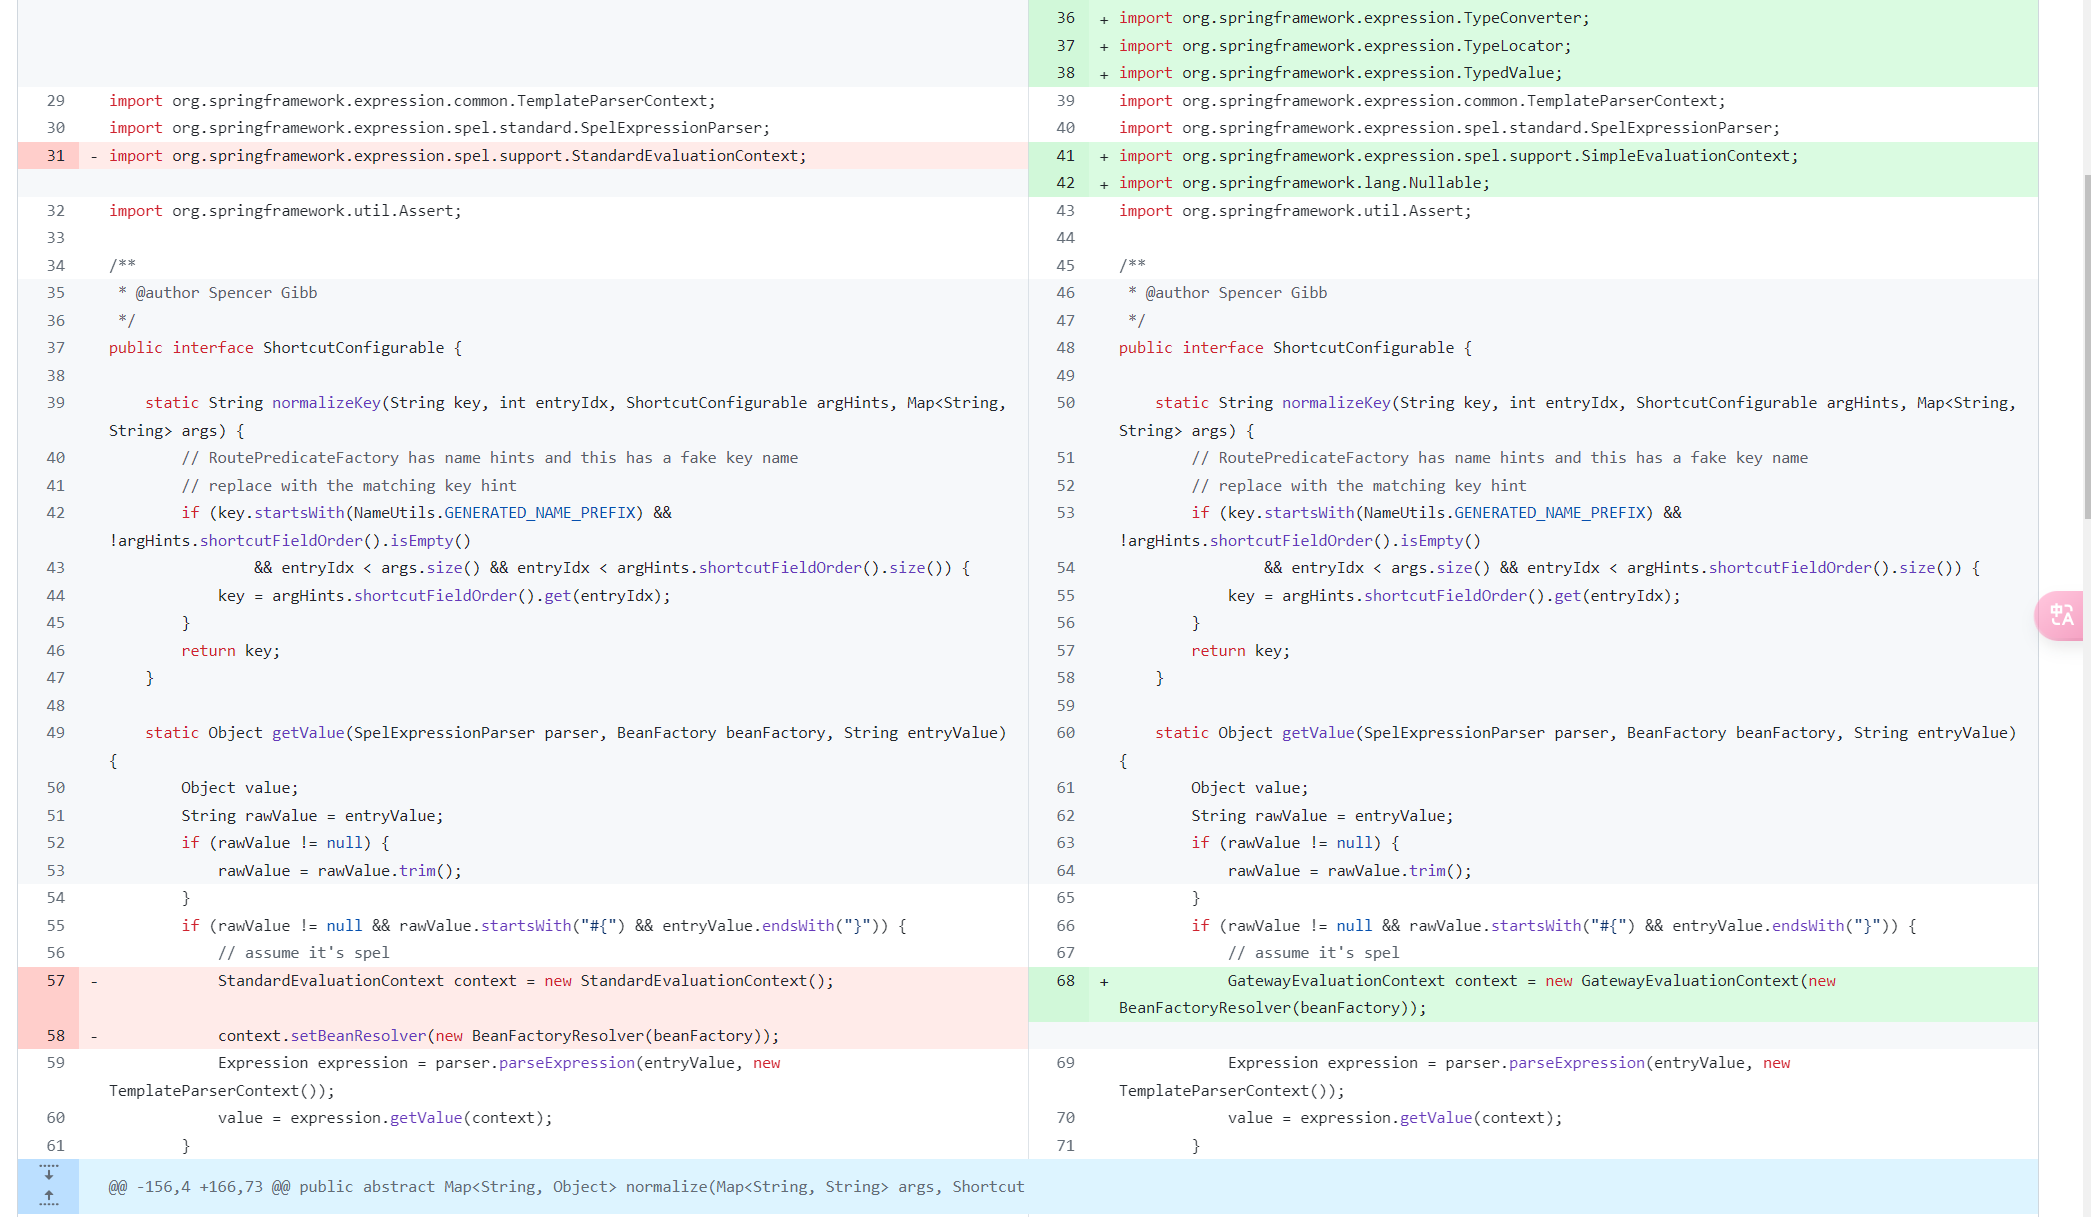 36 + import org.springframework.expression.TypeConverter;
37 + import org.springframework.expression.TypeLocator;
38 + import org.springframework.expression.TypedValue;
29 import org.springframework.expression.common.TemplateParserContext;
30 import org.springframework.expression.spel.standard.SpelExpressionParser;
31 - import org.springframework.expression.spel.support.StandardEvaluationContext;
32 import org.springframework.util.Assert;
33
34 /**
35 * @author Spencer Gibb
36 */
37 public interface ShortcutConfigurable {
38
39 static String normalizeKey(String key, int entryIdx, ShortcutConfigurable argHints, Map<String,
String> args) {
40 // RoutePredicateFactory has name hints and this has a fake key name
41 // replace with the matching key hint
42 if (key.startsWith(NameUtils.GENERATED_NAME_PREFIX) &&
!argHints.shortcutFieldOrder().isEmpty()
43 && entryIdx < args.size() && entryIdx < argHints.shortcutFieldOrder().size()) {
44 key = argHints.shortcutFieldOrder().get(entryIdx);
45 }
46 return key;
47 }
48
49 static Object getValue(SpelExpressionParser parser, BeanFactory beanFactory, String entryValue)
{
50 Object value;
51 String rawValue = entryValue;
52 if (rawValue != null) {
53 rawValue = rawValue.trim();
54 }
55 if (rawValue != null && rawValue.startsWith("#{") && entryValue.endsWith("}")) {
56 // assume it's spel
57 - StandardEvaluationContext context = new StandardEvaluationContext();
58 - context.setBeanResolver(new BeanFactoryResolver(beanFactory));
59 Expression expression = parser.parseExpression(entryValue, new
TemplateParserContext());
60 value = expression.getValue(context);
61 }
39 import org.springframework.expression.common.TemplateParserContext;
40 import org.springframework.expression.spel.standard.SpelExpressionParser;
41 + import org.springframework.expression.spel.support.SimpleEvaluationContext;
42 + import org.springframework.lang.Nullable;
43 import org.springframework.util.Assert;
44
45 /**
46 * @author Spencer Gibb
47 */
48 public interface ShortcutConfigurable {
49
50 static String normalizeKey(String key, int entryIdx, ShortcutConfigurable argHints, Map<String,
String> args) {
51 // RoutePredicateFactory has name hints and this has a fake key name
52 // replace with the matching key hint
53 if (key.startsWith(NameUtils.GENERATED_NAME_PREFIX) &&
!argHints.shortcutFieldOrder().isEmpty()
54 && entryIdx < args.size() && entryIdx < argHints.shortcutFieldOrder().size()) {
55 key = argHints.shortcutFieldOrder().get(entryIdx);
56 }
57 return key;
58 }
59
60 static Object getValue(SpelExpressionParser parser, BeanFactory beanFactory, String entryValue)
{
61 Object value;
62 String rawValue = entryValue;
63 if (rawValue != null) {
64 rawValue = rawValue.trim();
65 }
66 if (rawValue != null && rawValue.startsWith("#{") && entryValue.endsWith("}")) {
67 // assume it's spel
68 + GatewayEvaluationContext context = new GatewayEvaluationContext(new
BeanFactoryResolver(beanFactory));
69 Expression expression = parser.parseExpression(entryValue, new
TemplateParserContext());
70 value = expression.getValue(context);
71 }
@@ -156,4 +166,73 @@ public abstract Map<String, Object> normalize(Map<String, String> args, Shortcut
中A